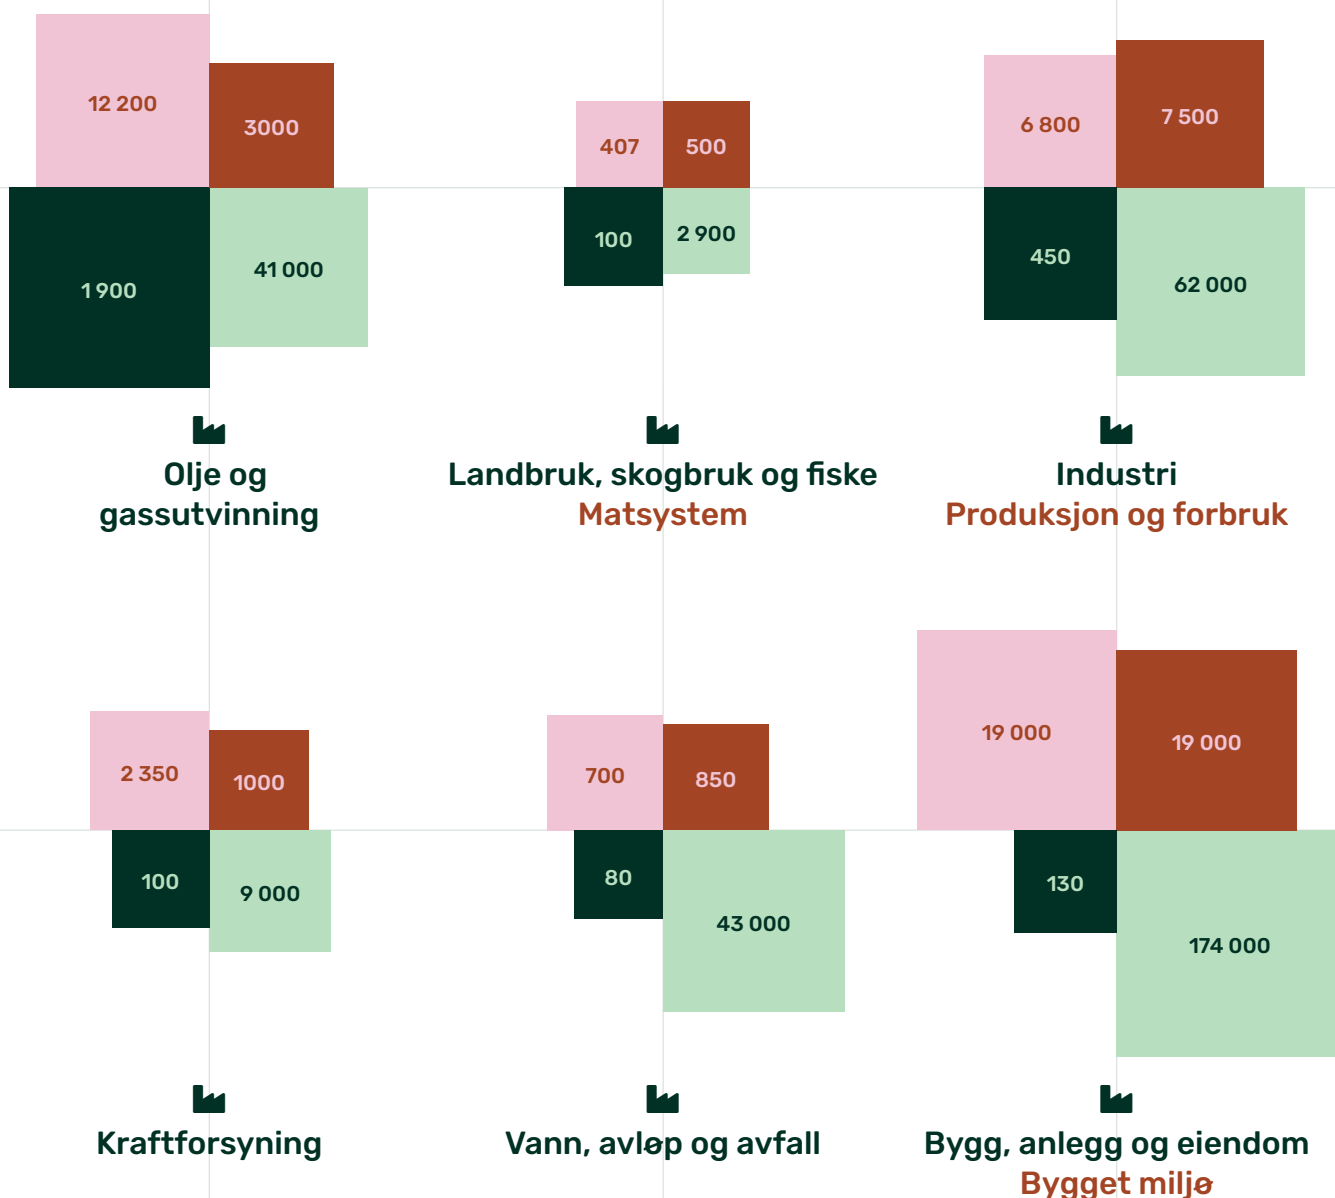 12 200
3000
1 900
41 000
Olje og
gassutvinning
407
500
100
2 900
Landbruk, skogbruk og fiske
Matsystem
6 800
7 500
450
62 000
Industri
Produksjon og forbruk
2 350
1000
100
9 000
Kraftforsyning
700
850
80
43 000
Vann, avløp og avfall
19 000
19 000
130
174 000
Bygg, anlegg og eiendom
Bygget miljø